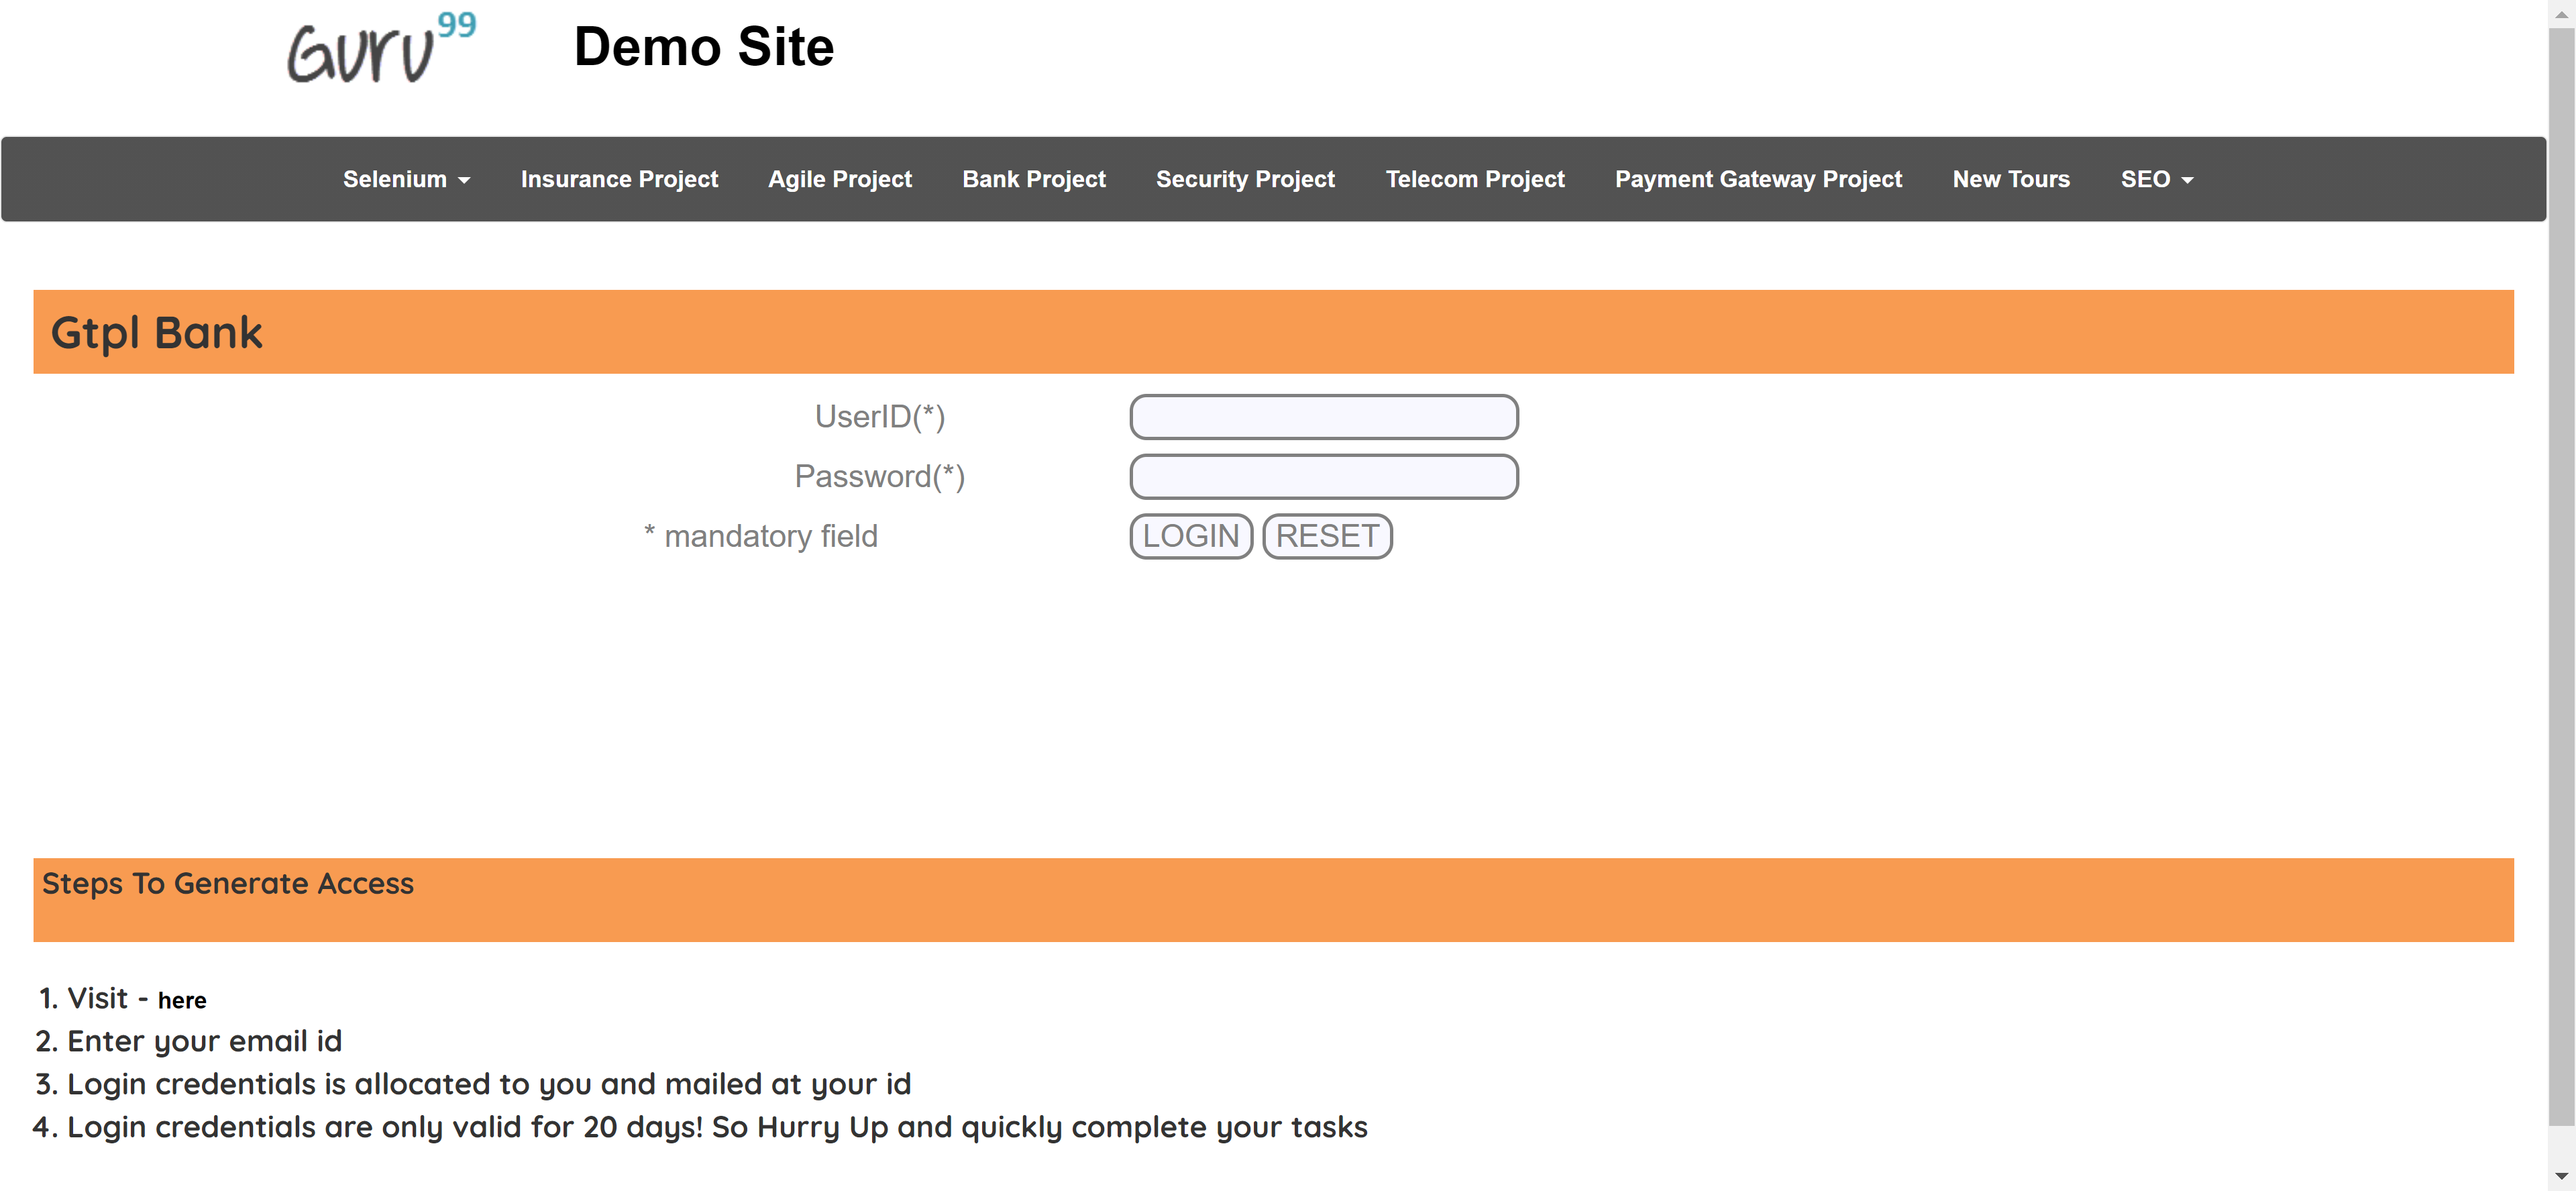 Guru99
Demo Site
Selenium Insurance Project Agile Project Bank Project Security Project Telecom Project Payment Gateway Project New Tours SEO
Gtpl Bank
UserID(*)
Password(*)
* mandatory field LOGIN RESET
Steps To Generate Access
1. Visit - here
2. Enter your email id
3. Login credentials is allocated to you and mailed at your id
4. Login credentials are only valid for 20 days! So Hurry Up and quickly complete your tasks